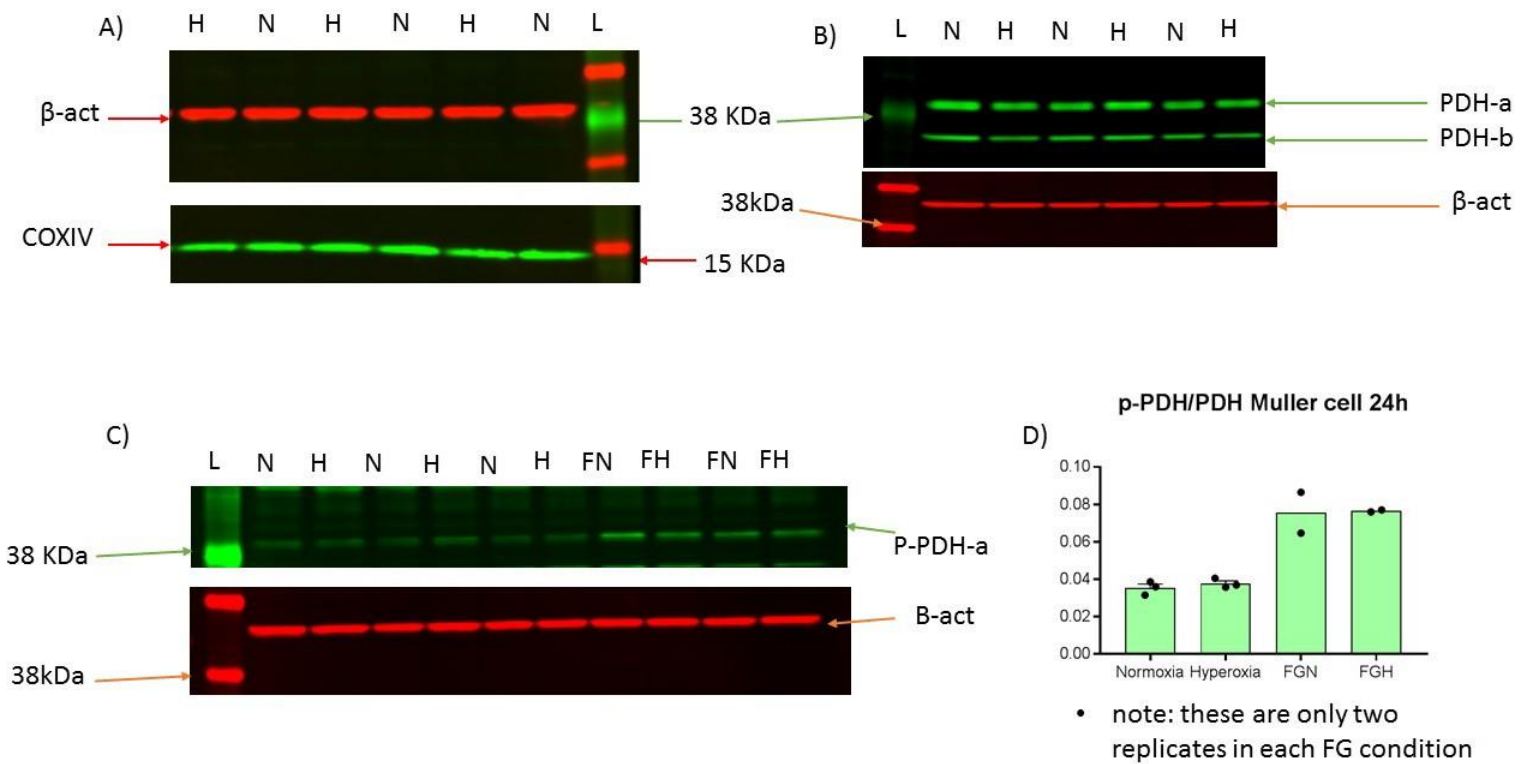 A)
H N H N H N L
β-act
38 KDa
COXIV
15 KDa
B)
L N H N H N H
PDH-a
PDH-b
38kDa
β-act
C)
L N H N H N H FN FH FN FH
38 KDa
P-PDH-a
B-act
38kDa
D)
p-PDH/PDH Muller cell 24h
0.10
0.08
0.06
0.04
0.02
0.00
Normoxia Hyperoxia FGN FGH
• note: these are only two
replicates in each FG condition